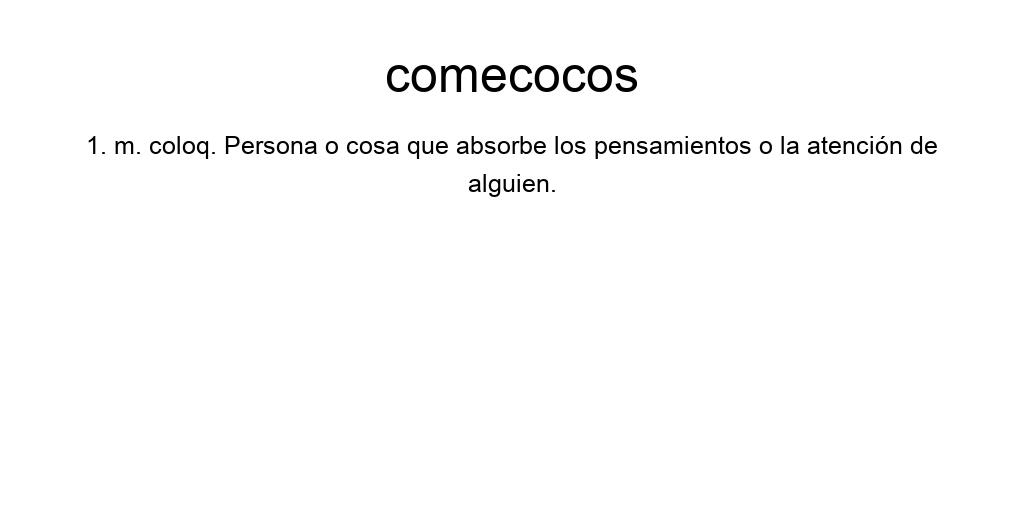 comecocos
1. m. coloq. Persona o cosa que absorbe los pensamientos o la atención de
alguien.